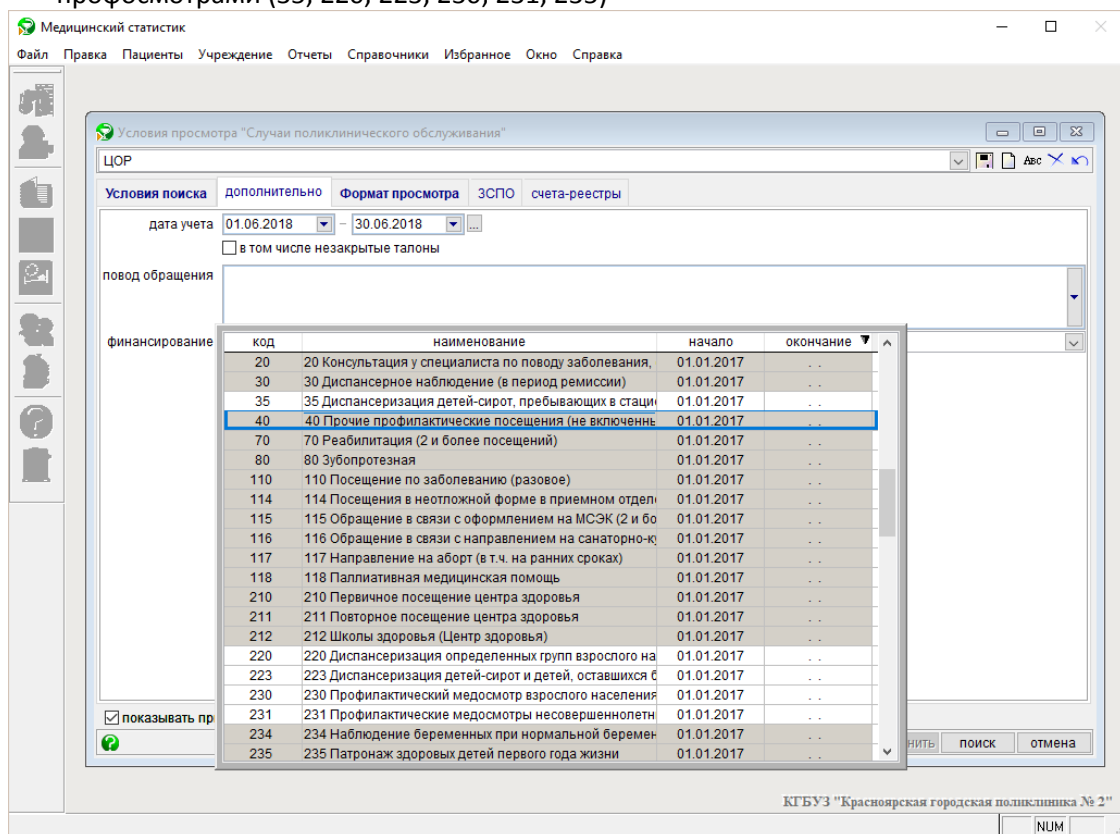 профосмотрами (35, 220, 223, 230, 231, 235)
Медицинский статистик
Файл Правка Пациенты Учреждение Отчеты Справочники Избранное Окно Справка
Условия просмотра "Случаи поликлинического обслуживания"
ЦОР
ABC
Условия поиска дополнительно Формат просмотра ЗСПО счета-реестры
дата учета 01.06.2018 – 30.06.2018 ...
в том числе незакрытые талоны
повод обращения
финансирование
код наименование начало окончание
20 20 Консультация у специалиста по поводу заболевания, 01.01.2017 . .
30 30 Диспансерное наблюдение (в период ремиссии) 01.01.2017 . .
35 35 Диспансеризация детей-сирот, пребывающих в стаци 01.01.2017 . .
40 40 Прочие профилактические посещения (не включенны 01.01.2017 . .
70 70 Реабилитация (2 и более посещений) 01.01.2017 . .
80 80 Зубопротезная 01.01.2017 . .
110 110 Посещение по заболеванию (разовое) 01.01.2017 . .
114 114 Посещения в неотложной форме в приемном отдел 01.01.2017 . .
115 115 Обращение в связи с оформлением на МСЭК (2 и бо 01.01.2017 . .
116 116 Обращение в связи с направлением на санаторно-к 01.01.2017 . .
117 117 Направление на аборт (в т.ч. на ранних сроках) 01.01.2017 . .
118 118 Паллиативная медицинская помощь 01.01.2017 . .
210 210 Первичное посещение центра здоровья 01.01.2017 . .
211 211 Повторное посещение центра здоровья 01.01.2017 . .
212 212 Школы здоровья (Центр здоровья) 01.01.2017 . .
220 220 Диспансеризация определенных групп взрослого на 01.01.2017 . .
223 223 Диспансеризация детей-сирот и детей, оставшихся б 01.01.2017 . .
230 230 Профилактический медосмотр взрослого населения 01.01.2017 . .
231 231 Профилактические медосмотры несовершеннолетн 01.01.2017 . .
234 234 Наблюдение беременных при нормальной беремен 01.01.2017 . .
235 235 Патронаж здоровых детей первого года жизни 01.01.2017 . .
показывать пр
нить поиск отмена
КГБУЗ "Красноярская городская поликлиника № 2"
NUM